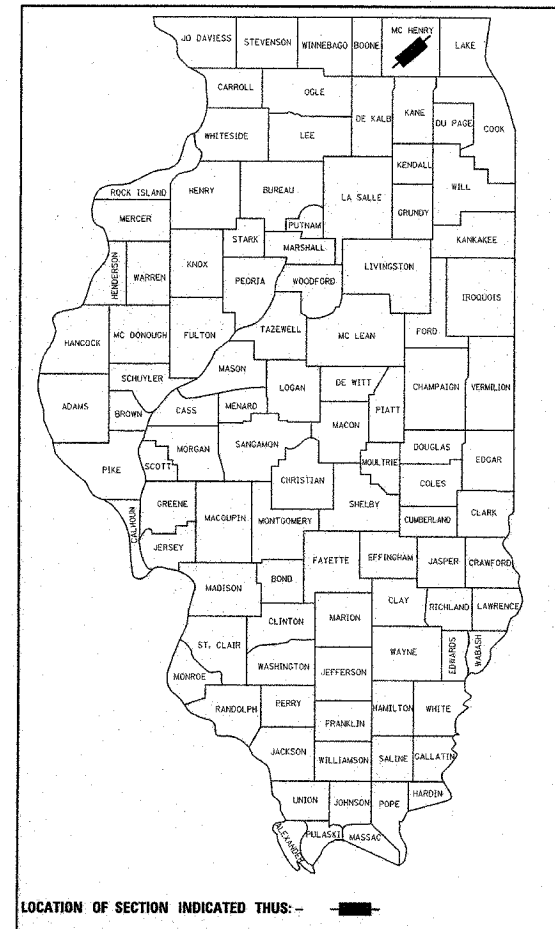 JO DAVIESS STEVENSON WINNEBAGO BOONE MC HENRY LAKE
CARROLL OGLE DE KALB KANE DU PAGE COOK
WHITESIDE LEE KENDALL WILL
ROCK ISLAND HENRY BUREAU LA SALLE GRUNDY
MERCER PUTNAM KANKAKEE
HENDERSON WARREN KNOX STARK MARSHALL LIVINGSTON
PEORIA WOODFORD IROQUOIS
HANCOCK MC DONOUGH FULTON TAZEWELL MC LEAN FORD
SCHUYLER MASON LOGAN DE WITT CHAMPAIGN VERMILION
ADAMS BROWN CASS MENARD MACON PIATT
PIKE SCOTT MORGAN SANGAMON MOULTRIE DOUGLAS EDGAR
CHRISTIAN COLES
CALHOUN GREENE MACOUPIN MONTGOMERY SHELBY CUMBERLAND CLARK
JERSEY FAYETTE EFFINGHAM JASPER CRAWFORD
MADISON BOND CLAY RICHLAND LAWRENCE
CLINTON MARION
ST. CLAIR WAYNE EDWARDS WABASH
MONROE WASHINGTON JEFFERSON
RANDOLPH PERRY HAMILTON WHITE
FRANKLIN
JACKSON WILLIAMSON SALINE GALLATIN
UNION JOHNSON POPE HARDIN
ALEXANDER PULASKI MASSAC
LOCATION OF SECTION INDICATED THUS: -